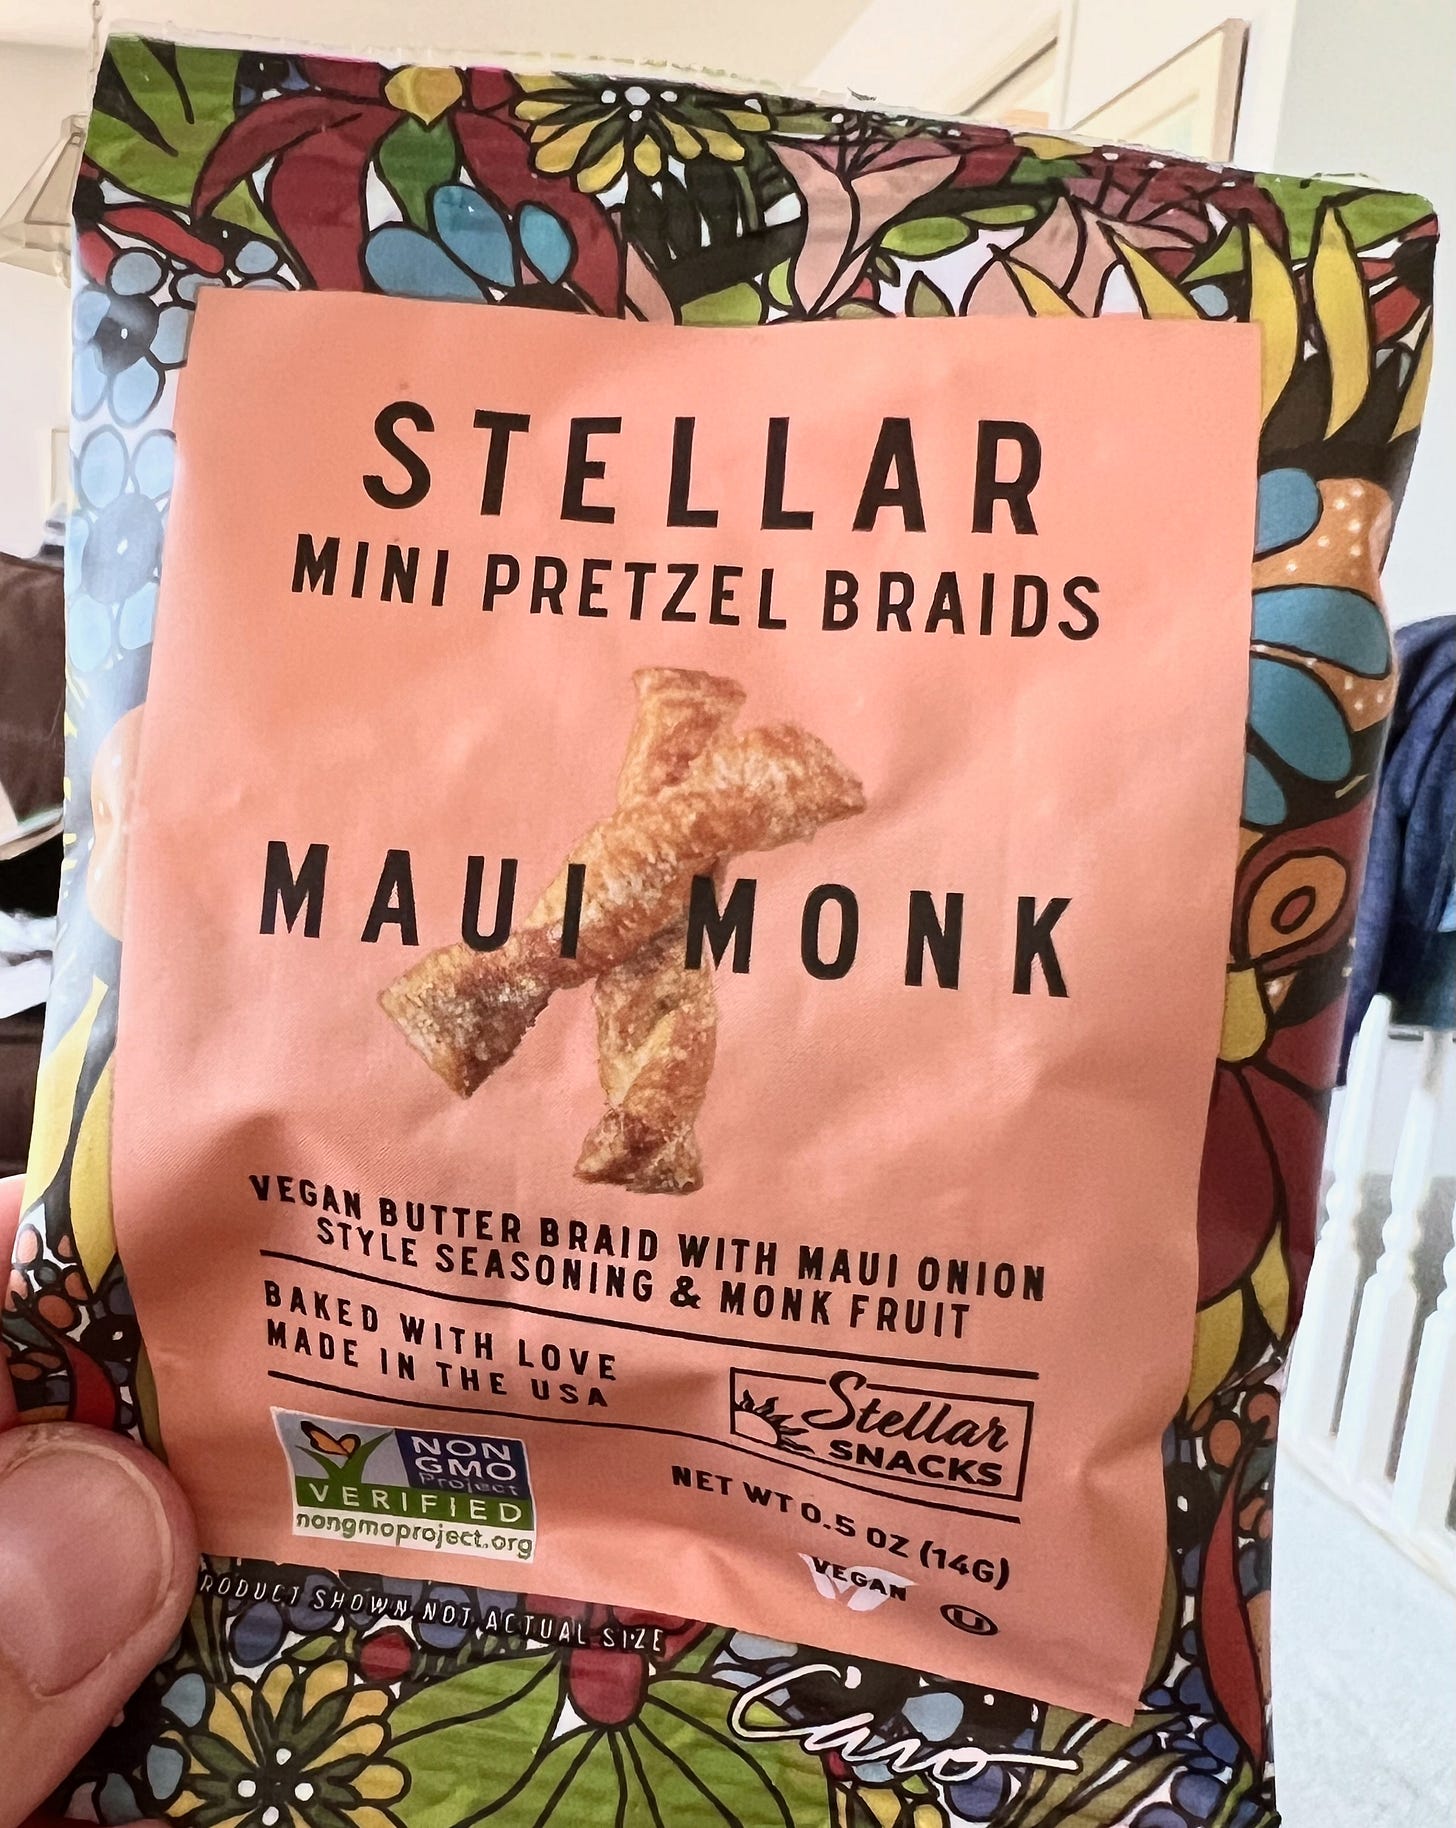 STELLAR
MINI PRETZEL BRAIDS
MAUI MONK
VEGAN BUTTER BRAID WITH MAUI ONION
STYLE SEASONING & MONK FRUIT
BAKED WITH LOVE
MADE IN THE USA
Stellar
SNACKS
NON
GMO
Project
VERIFIED
nongmoproject.org
NET WT 0.5 OZ (14G)
VEGAN
U
PRODUCT SHOWN NOT ACTUAL SIZE
Caro